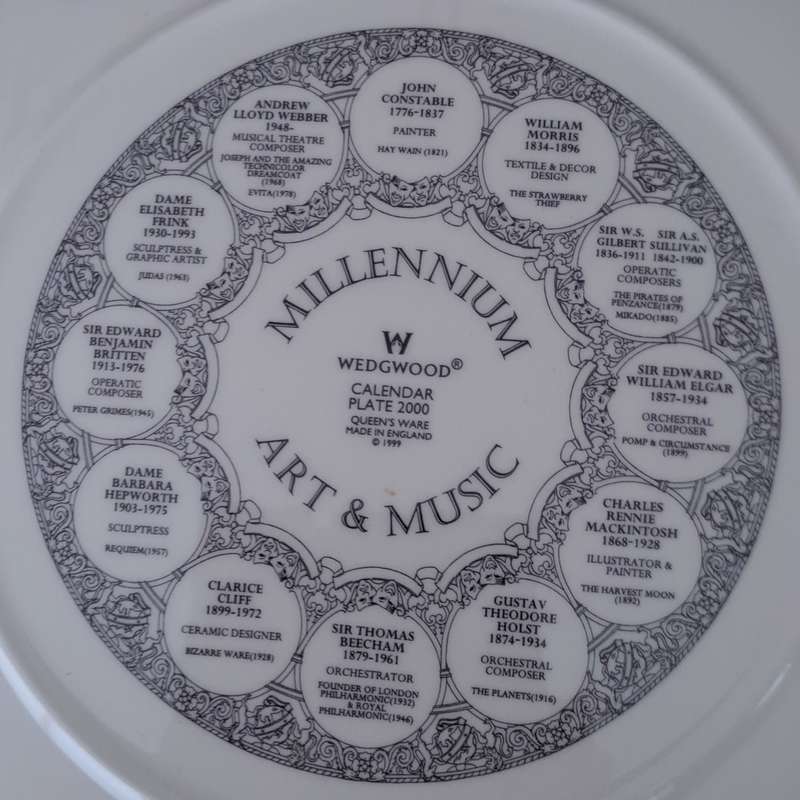 MILLENNIUM
WEDGWOOD®
CALENDAR
PLATE 2000
QUEEN'S WARE
MADE IN ENGLAND
© 1999
ART & MUSIC
JOHN
CONSTABLE
1776-1837
PAINTER
HAY WAIN (1821)
WILLIAM
MORRIS
1834-1896
TEXTILE & DECOR
DESIGN
THE STRAWBERRY
THIEF
SIR W.S. SIR A.S.
GILBERT SULLIVAN
1836-1911 1842-1900
OPERATIC
COMPOSERS
THE PIRATES OF
PENZANCE(1879)
MIKADO(1885)
SIR EDWARD
WILLIAM ELGAR
1857-1934
ORCHESTRAL
COMPOSER
POMP & CIRCUMSTANCE
(1899)
CHARLES
RENNIE
MACKINTOSH
1868-1928
ILLUSTRATOR &
PAINTER
THE HARVEST MOON
(1892)
GUSTAV
THEODORE
HOLST
1874-1934
ORCHESTRAL
COMPOSER
THE PLANETS(1916)
SIR THOMAS
BEECHAM
1879-1961
ORCHESTRATOR
FOUNDER OF LONDON
PHILHARMONIC(1932)
& ROYAL
PHILHARMONIC(1946)
CLARICE
CLIFF
1899-1972
CERAMIC DESIGNER
BIZARRE WARE(1928)
DAME
BARBARA
HEPWORTH
1903-1975
SCULPTRESS
REQUIEM(1957)
SIR EDWARD
BENJAMIN
BRITTEN
1913-1976
OPERATIC
COMPOSER
PETER GRIMES(1945)
DAME
ELISABETH
FRINK
1930-1993
SCULPTRESS &
GRAPHIC ARTIST
JUDAS (1963)
ANDREW
LLOYD WEBBER
1948-
MUSICAL THEATRE
COMPOSER
JOSEPH AND THE AMAZING
TECHNICOLOR
DREAMCOAT
(1968)
EVITA(1978)